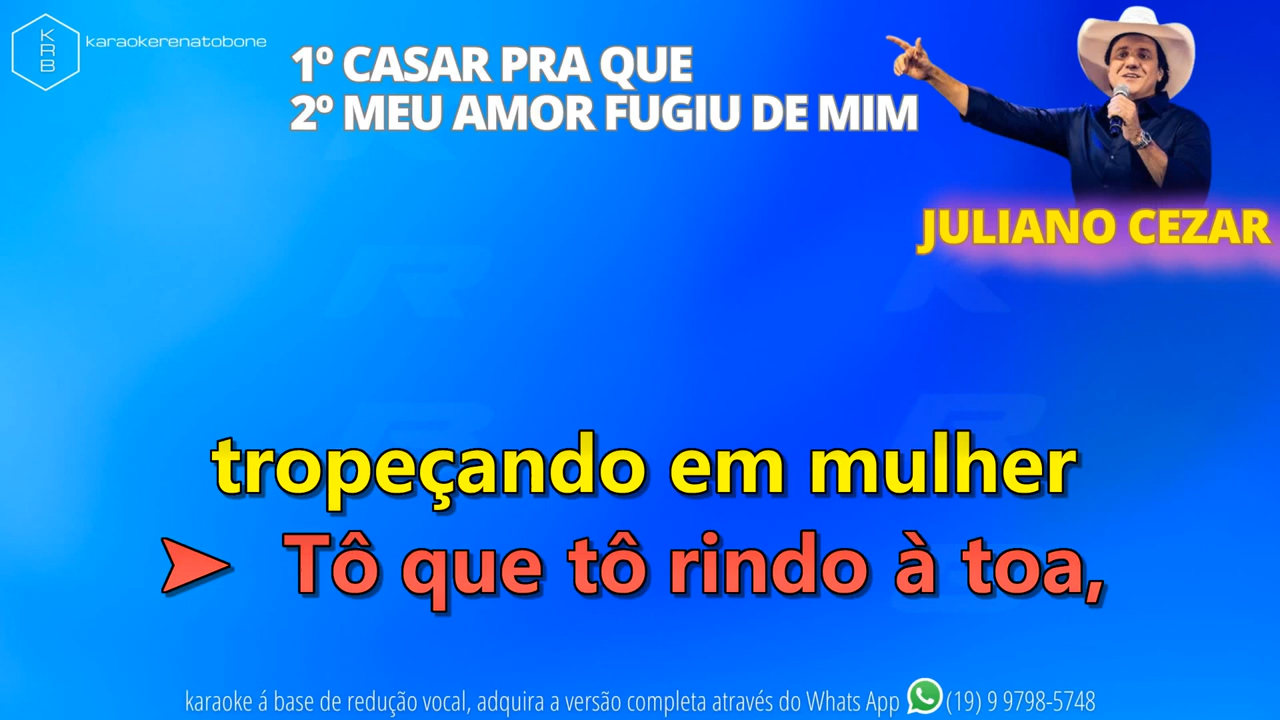 KRB
karaokerenatobone
1º CASAR PRA QUE
2º MEU AMOR FUGIU DE MIM
JULIANO CEZAR
tropeçando em mulher
➤ Tô que tô rindo à toa,
karaoke á base de redução vocal, adquira a versão completa através do Whats App (19) 9 9798-5748